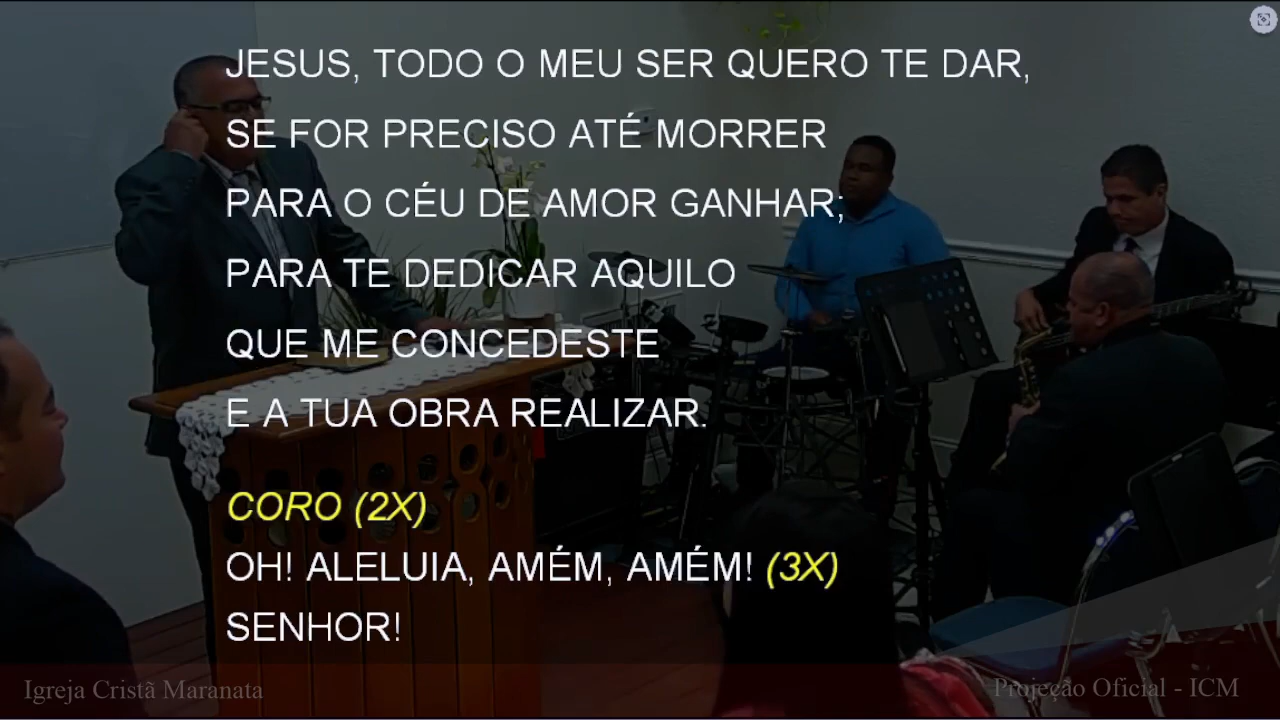 JESUS, TODO O MEU SER QUERO TE DAR,
SE FOR PRECISO ATÉ MORRER
PARA O CÉU DE AMOR GANHAR;
PARA TE DEDICAR AQUILO
QUE ME CONCEDESTE
E A TUA OBRA REALIZAR.
CORO (2X)
OH! ALELUIA, AMÉM, AMÉM! (3X)
SENHOR!
Igreja Cristã Maranata
Projeção Oficial - ICM